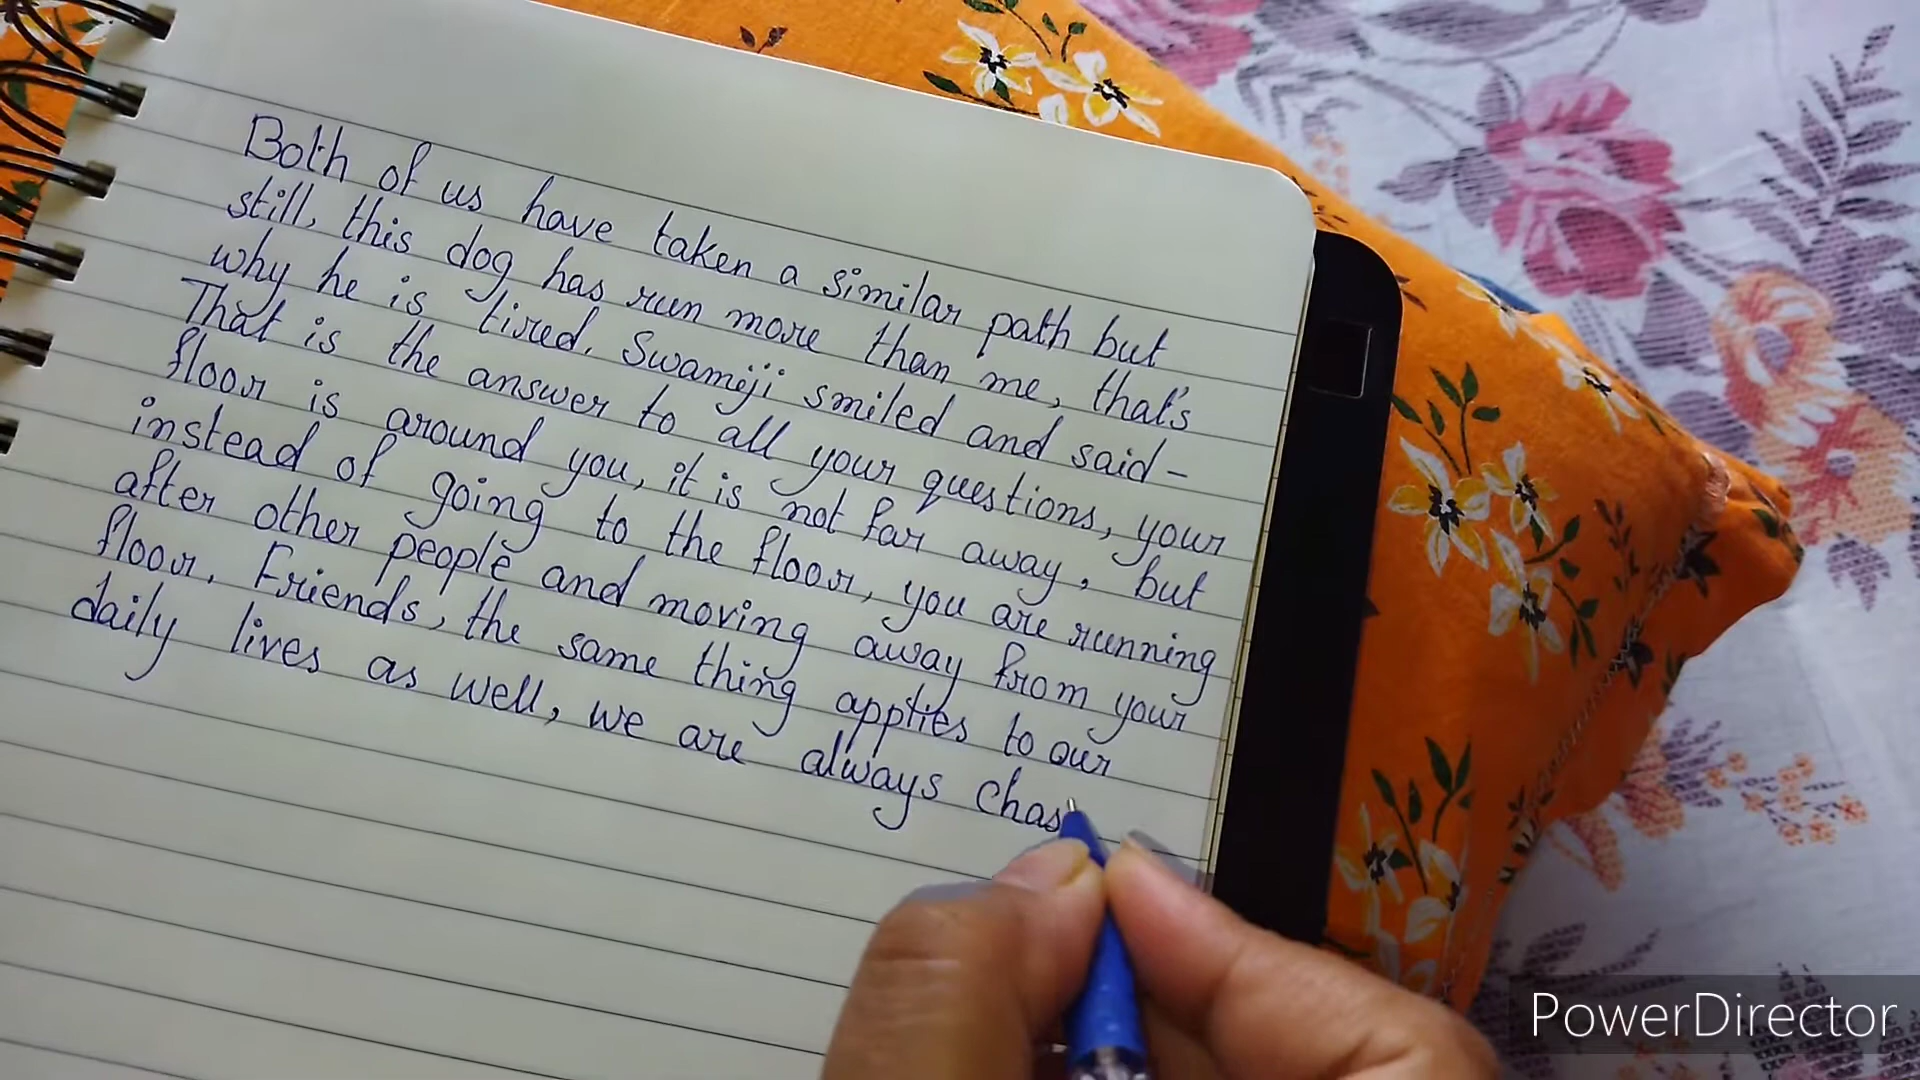 Both of us have taken a similar path but
still, this dog has run more than me, that's
why he is tired. Swamiji smiled and said-
That is the answer to all your questions, your
floor is around you, it is not far away, but
instead of going to the floor, you are running
after other people and moving away from your
floor. Friends, the same thing applies to our
daily lives as well, we are always chas
PowerDirector